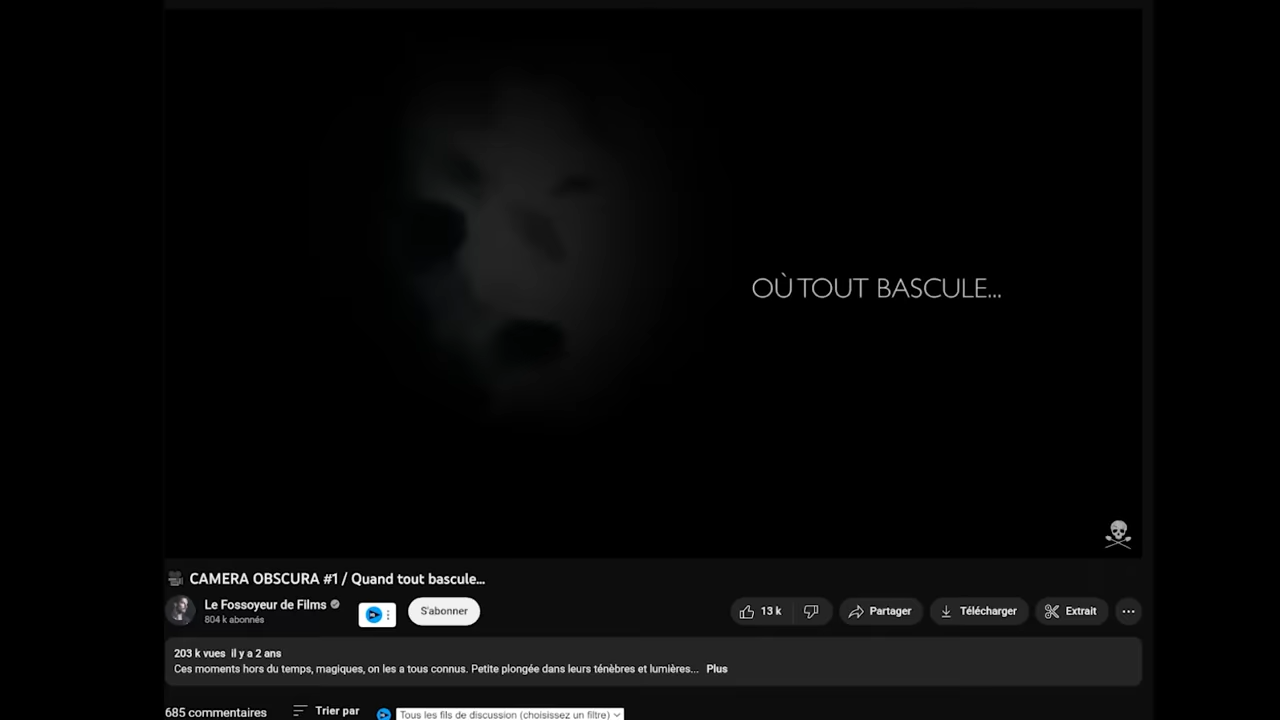 OÙ TOUT BASCULE...
CAMERA OBSCURA #1 / Quand tout bascule...
Le Fossoyeur de Films
804 k abonnés
S'abonner
13 k
Partager
Télécharger
Extrait
203 k vues il y a 2 ans
Ces moments hors du temps, magiques, on les a tous connus. Petite plongée dans leurs ténèbres et lumières... Plus
685 commentaires
Trier par
Tous les fils de discussion (choisissez un filtre)